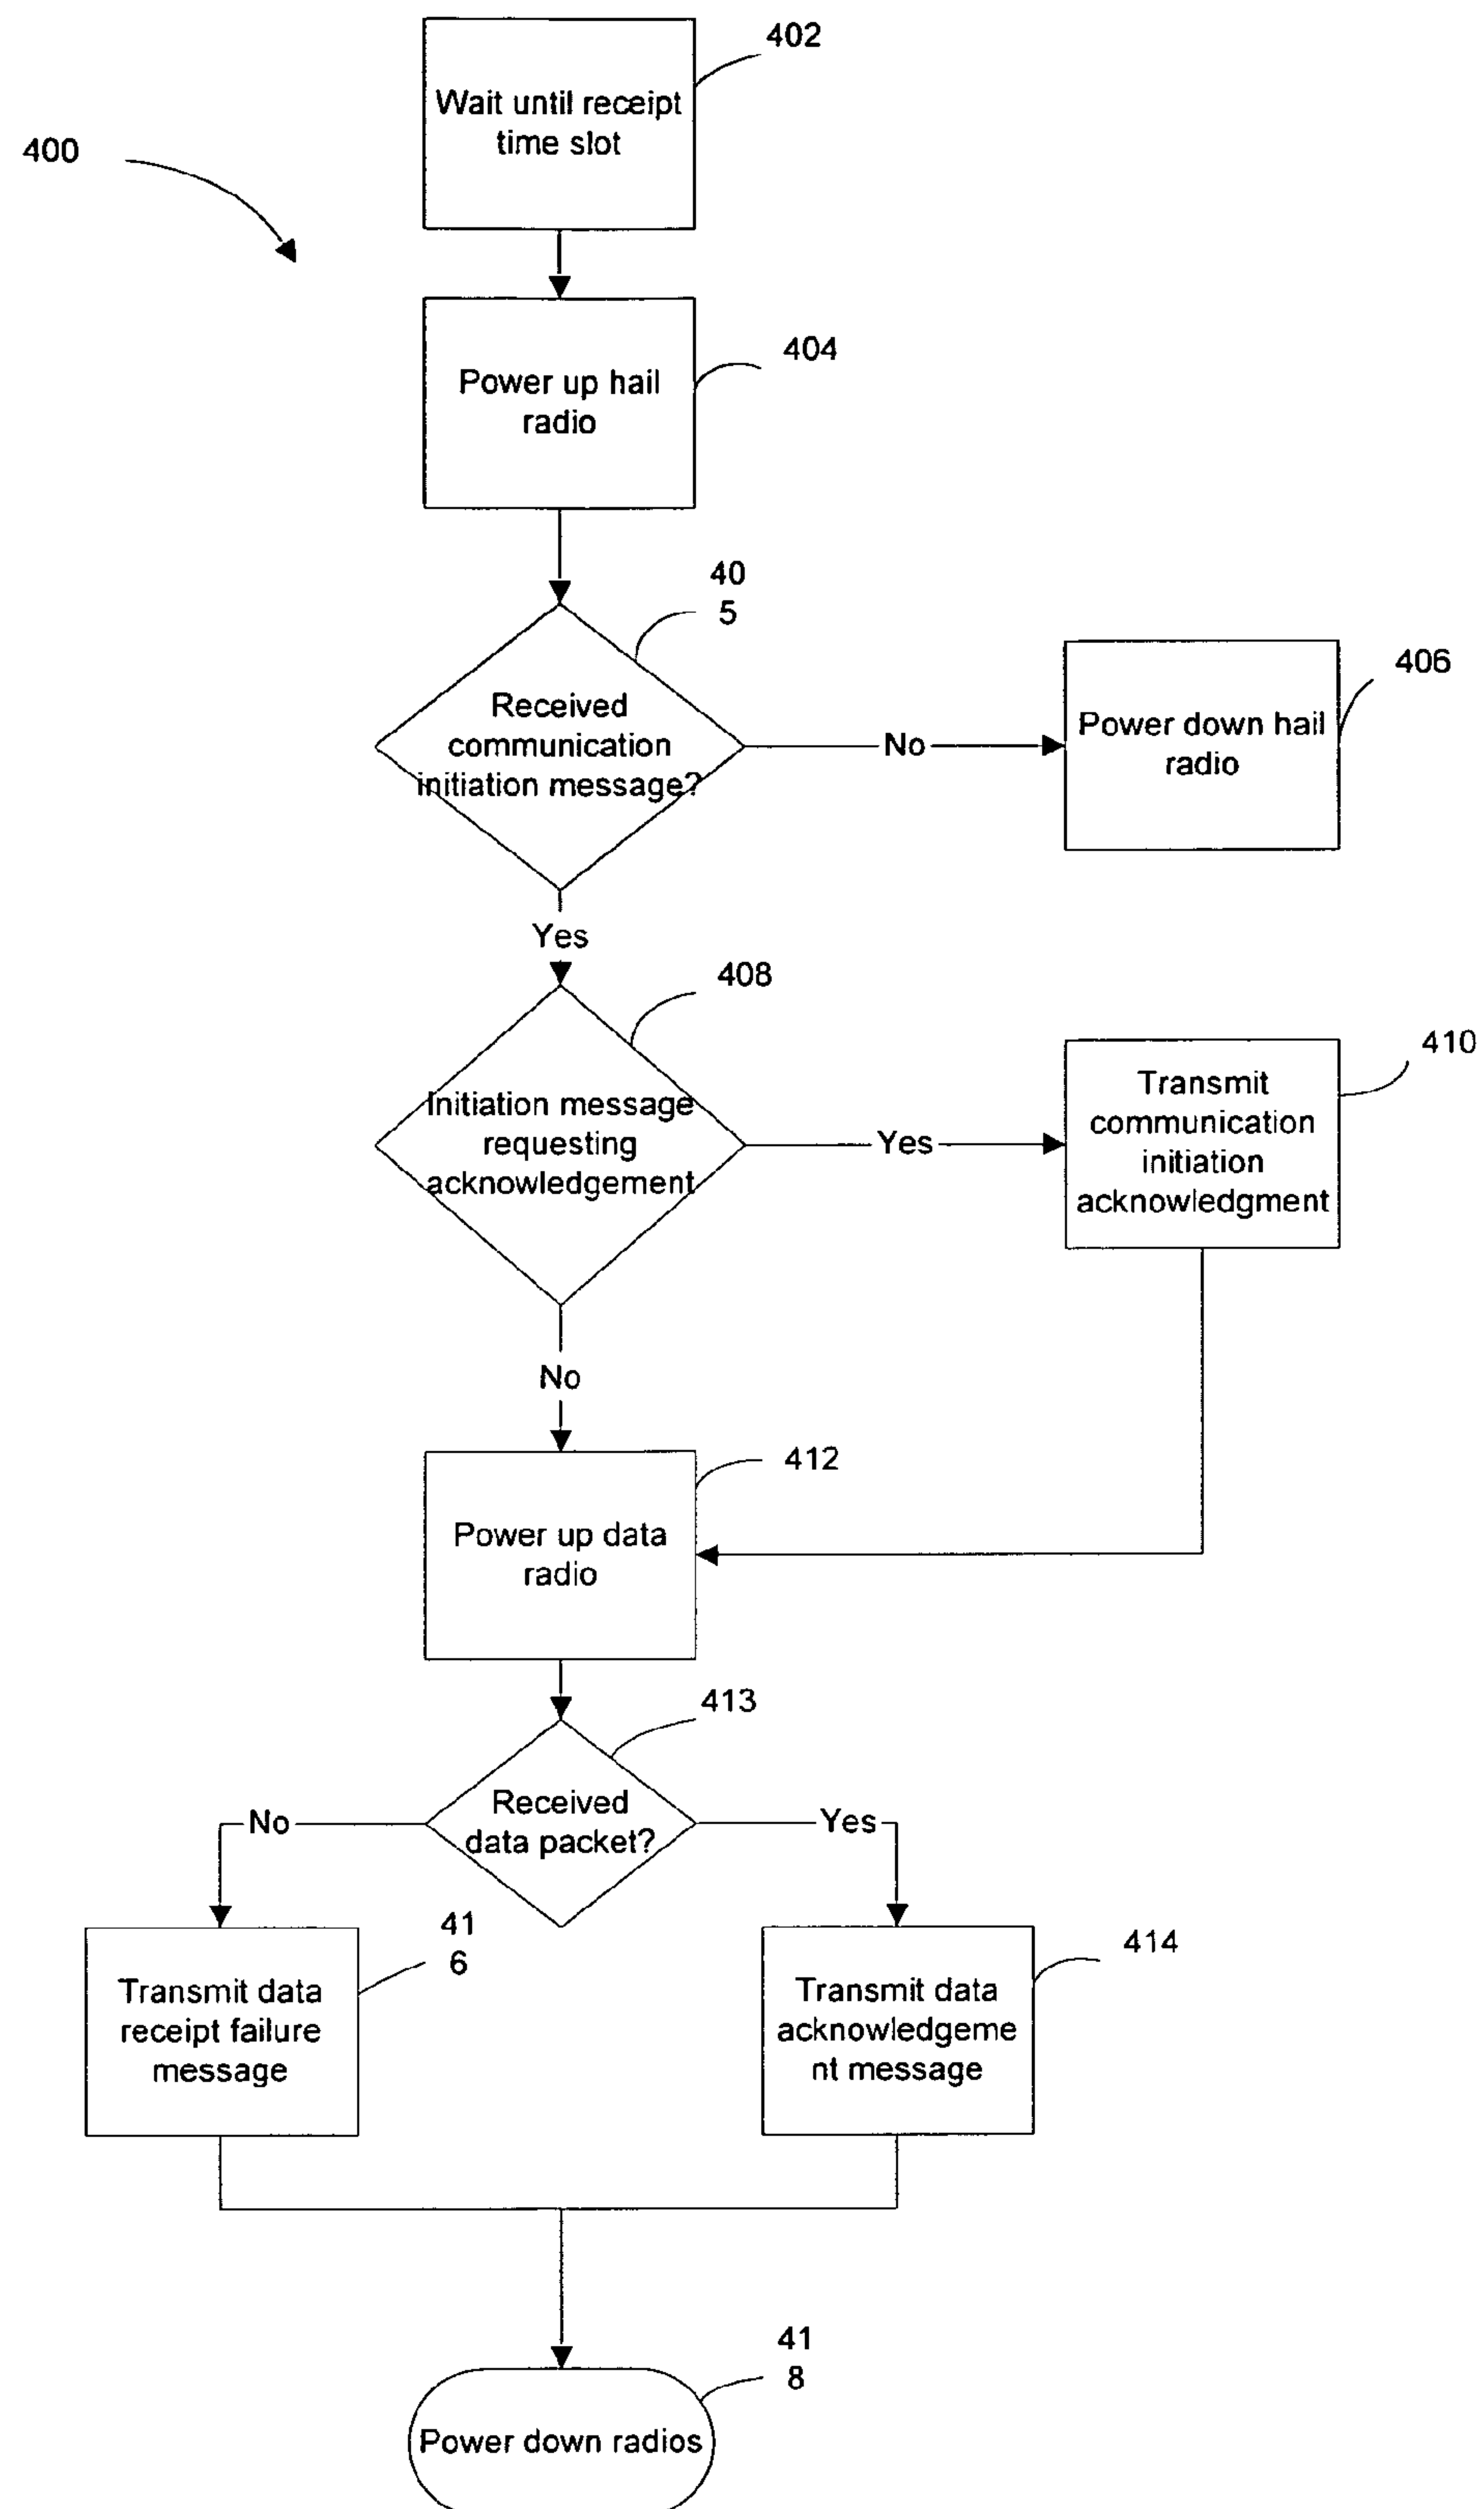 402
Wait until receipt
time slot
400
404
Power up hail
radio
40
5
Received
communication
initiation message?
No
406
Power down hail
radio
Yes
408
Initiation message
requesting
acknowledgement
Yes
410
Transmit
communication
initiation
acknowledgment
No
412
Power up data
radio
413
Received
data packet?
No
Yes
41
6
Transmit data
receipt failure
message
414
Transmit data
acknowledgeme
nt message
41
8
Power down radios